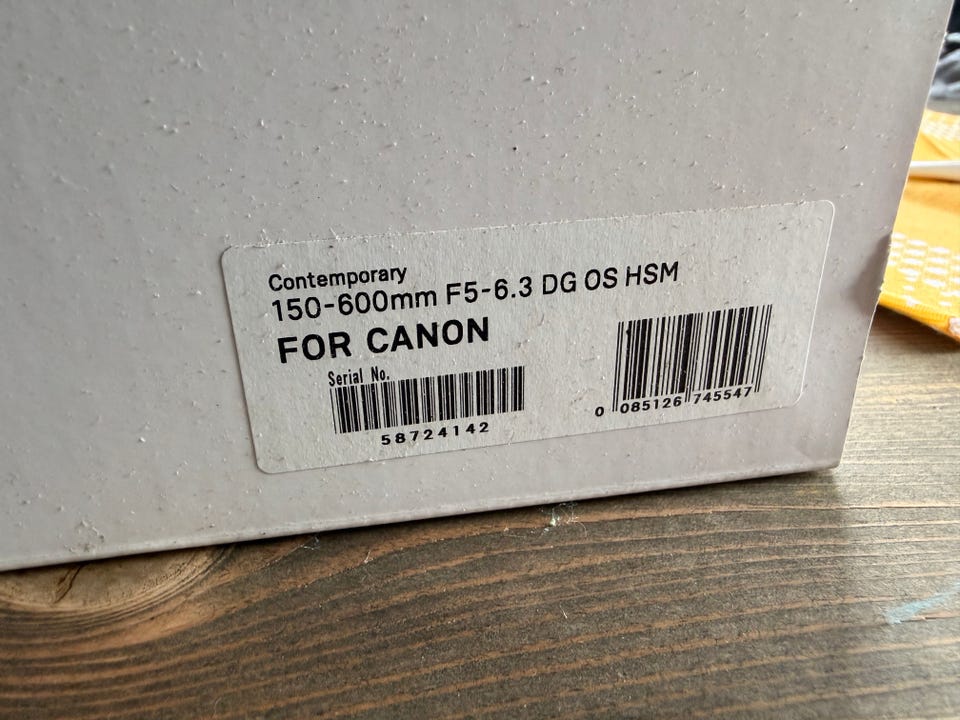 Contemporary
150-600mm F5-6.3 DG OS HSM
FOR CANON
Serial No.
58724142
0 085126 745547